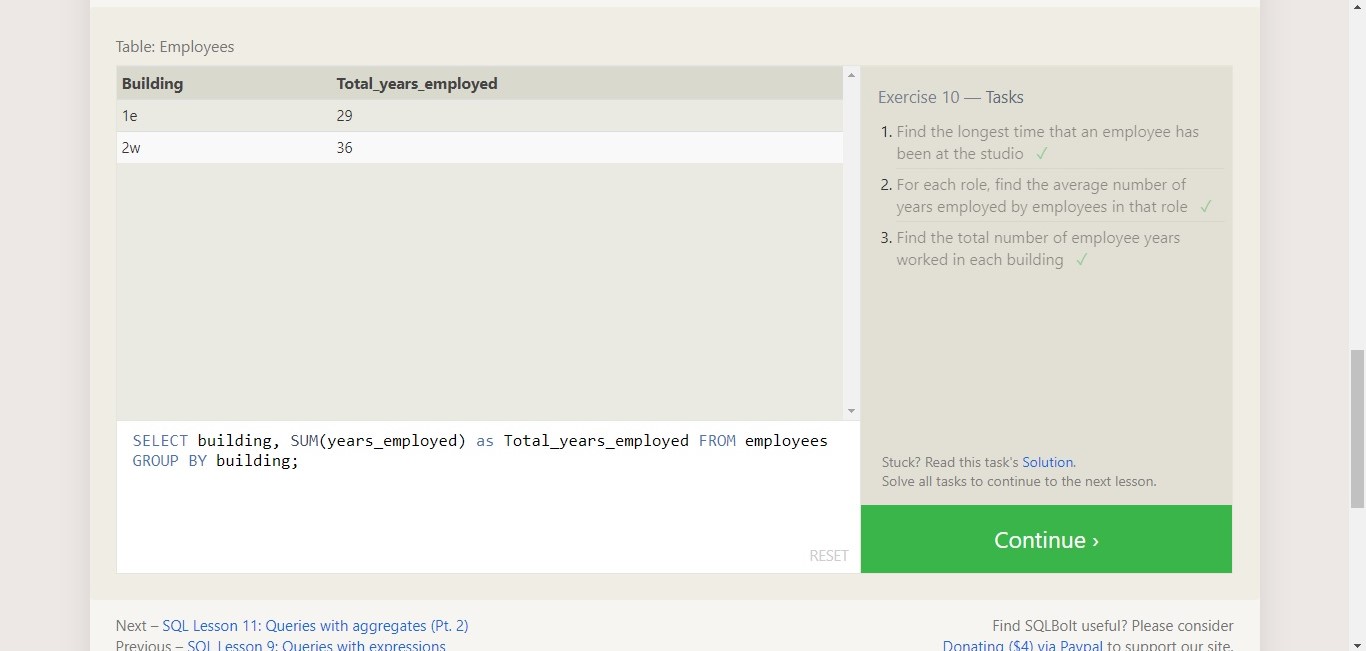 Table: Employees
Building Total_years_employed
1e 29
2w 36
SELECT building, SUM(years_employed) as Total_years_employed FROM employees
GROUP BY building;
RESET
Exercise 10 — Tasks
1. Find the longest time that an employee has
been at the studio ✓
2. For each role, find the average number of
years employed by employees in that role ✓
3. Find the total number of employee years
worked in each building ✓
Stuck? Read this task's Solution.
Solve all tasks to continue to the next lesson.
Continue ›
Next – SQL Lesson 11: Queries with aggregates (Pt. 2)
Previous – SQL Lesson 9: Queries with expressions
Find SQLBolt useful? Please consider
Donating ($4) via Paypal to support our site.